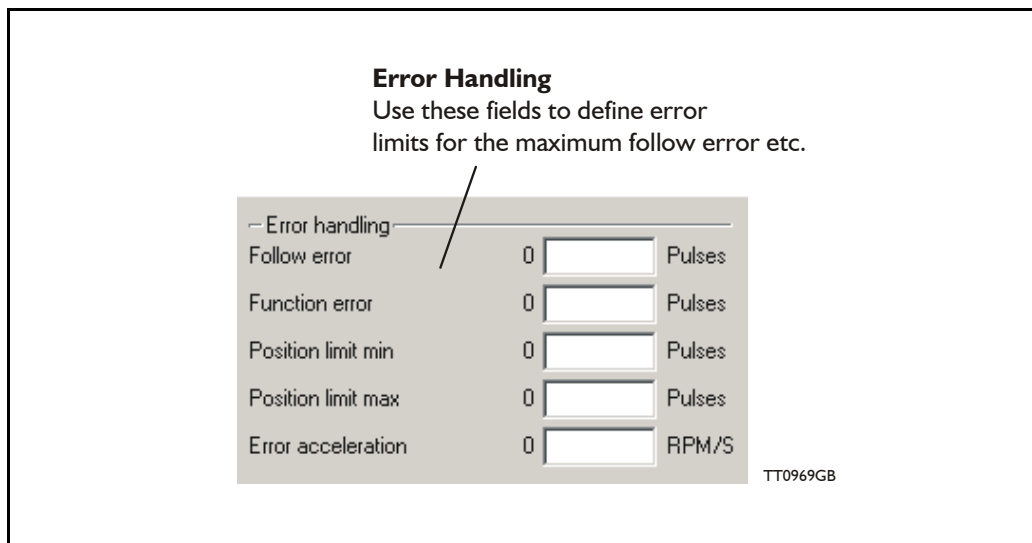 Error Handling
Use these fields to define error
limits for the maximum follow error etc.
Error handling
Follow error 0 Pulses
Function error 0 Pulses
Position limit min 0 Pulses
Position limit max 0 Pulses
Error acceleration 0 RPM/S
TT0969GB